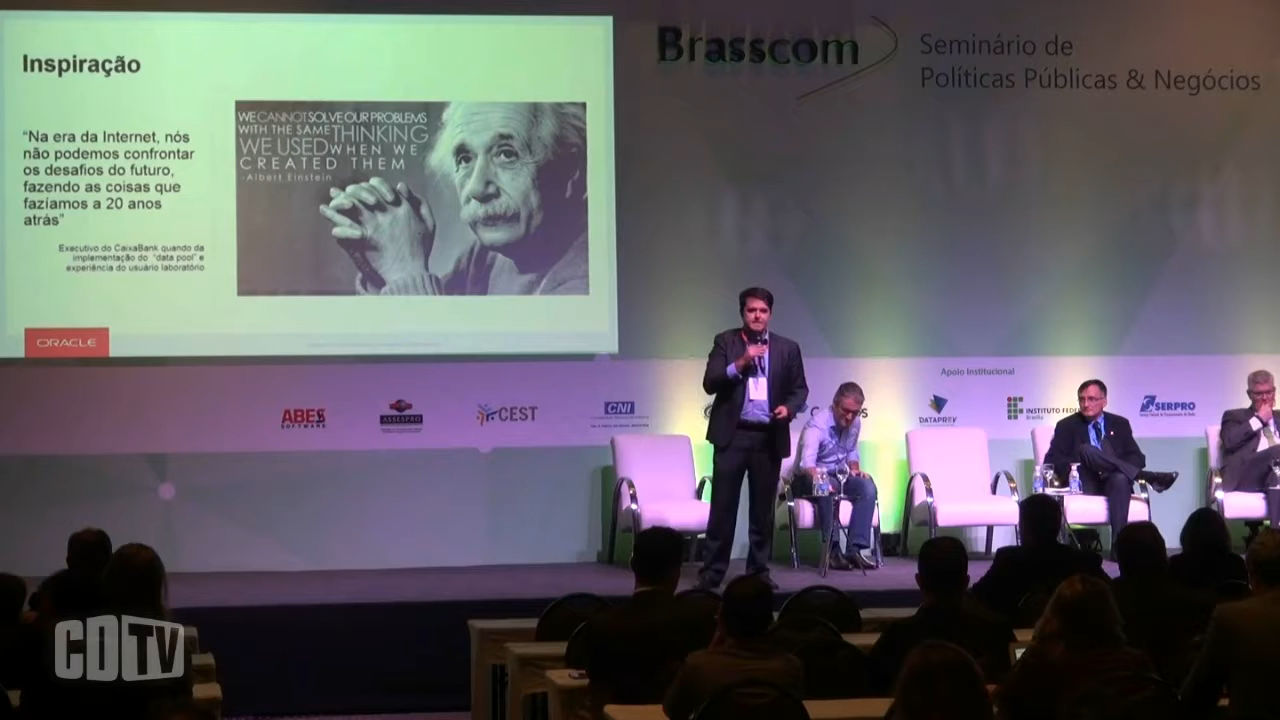 Inspiração
“Na era da Internet, nós
não podemos confrontar
os desafios do futuro,
fazendo as coisas que
fazíamos a 20 anos
atrás”
Executivo do CaixaBank quando da
implementação do “data pool” e
experiência do usuário laboratório
WE CANNOT SOLVE OUR PROBLEMS
WITH THE SAME THINKING
WE USED WHEN WE
CREATED THEM
-Albert Einstein
ORACLE
Brasscom
Seminário de
Políticas Públicas & Negócios
Apoio Institucional
ABES
SOFTWARE
ASSESPRO
CEST
CNI
DATAPREV
INSTITUTO FEDE
Brasília
SERPRO
CDTV